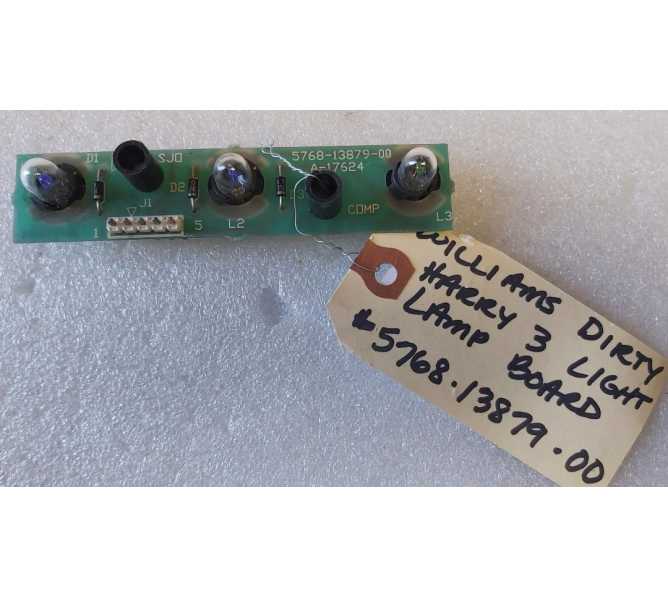 D1
SJO
5768-13879-00
A-17624
D2
D3
J1
COMP
1
5
L2
L3
WILLIAMS DIRTY
HARRY 3 LIGHT
LAMP BOARD
#5768.13879.00